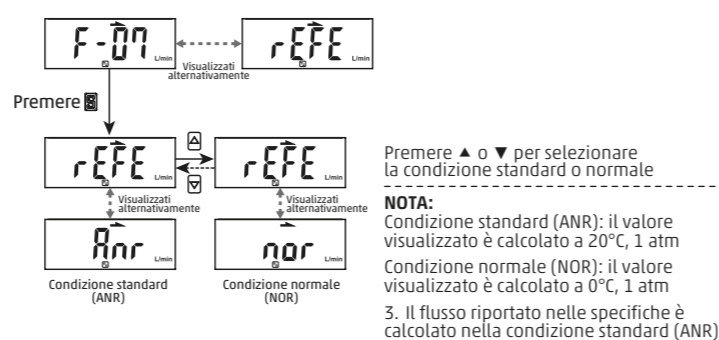 F-07
L/min
Visualizzati
alternativamente
rEFE
L/min
Premere S
rEFE
L/min
rEFE
L/min
Visualizzati
alternativamente
Visualizzati
alternativamente
Anr
L/min
nor
L/min
Condizione standard
(ANR)
Condizione normale
(NOR)
Premere ▲ o ▼ per selezionare
la condizione standard o normale
NOTA:
Condizione standard (ANR): il valore
visualizzato è calcolato a 20°C, 1 atm
Condizione normale (NOR): il valore
visualizzato è calcolato a 0°C, 1 atm
3. Il flusso riportato nelle specifiche è
calcolato nella condizione standard (ANR)